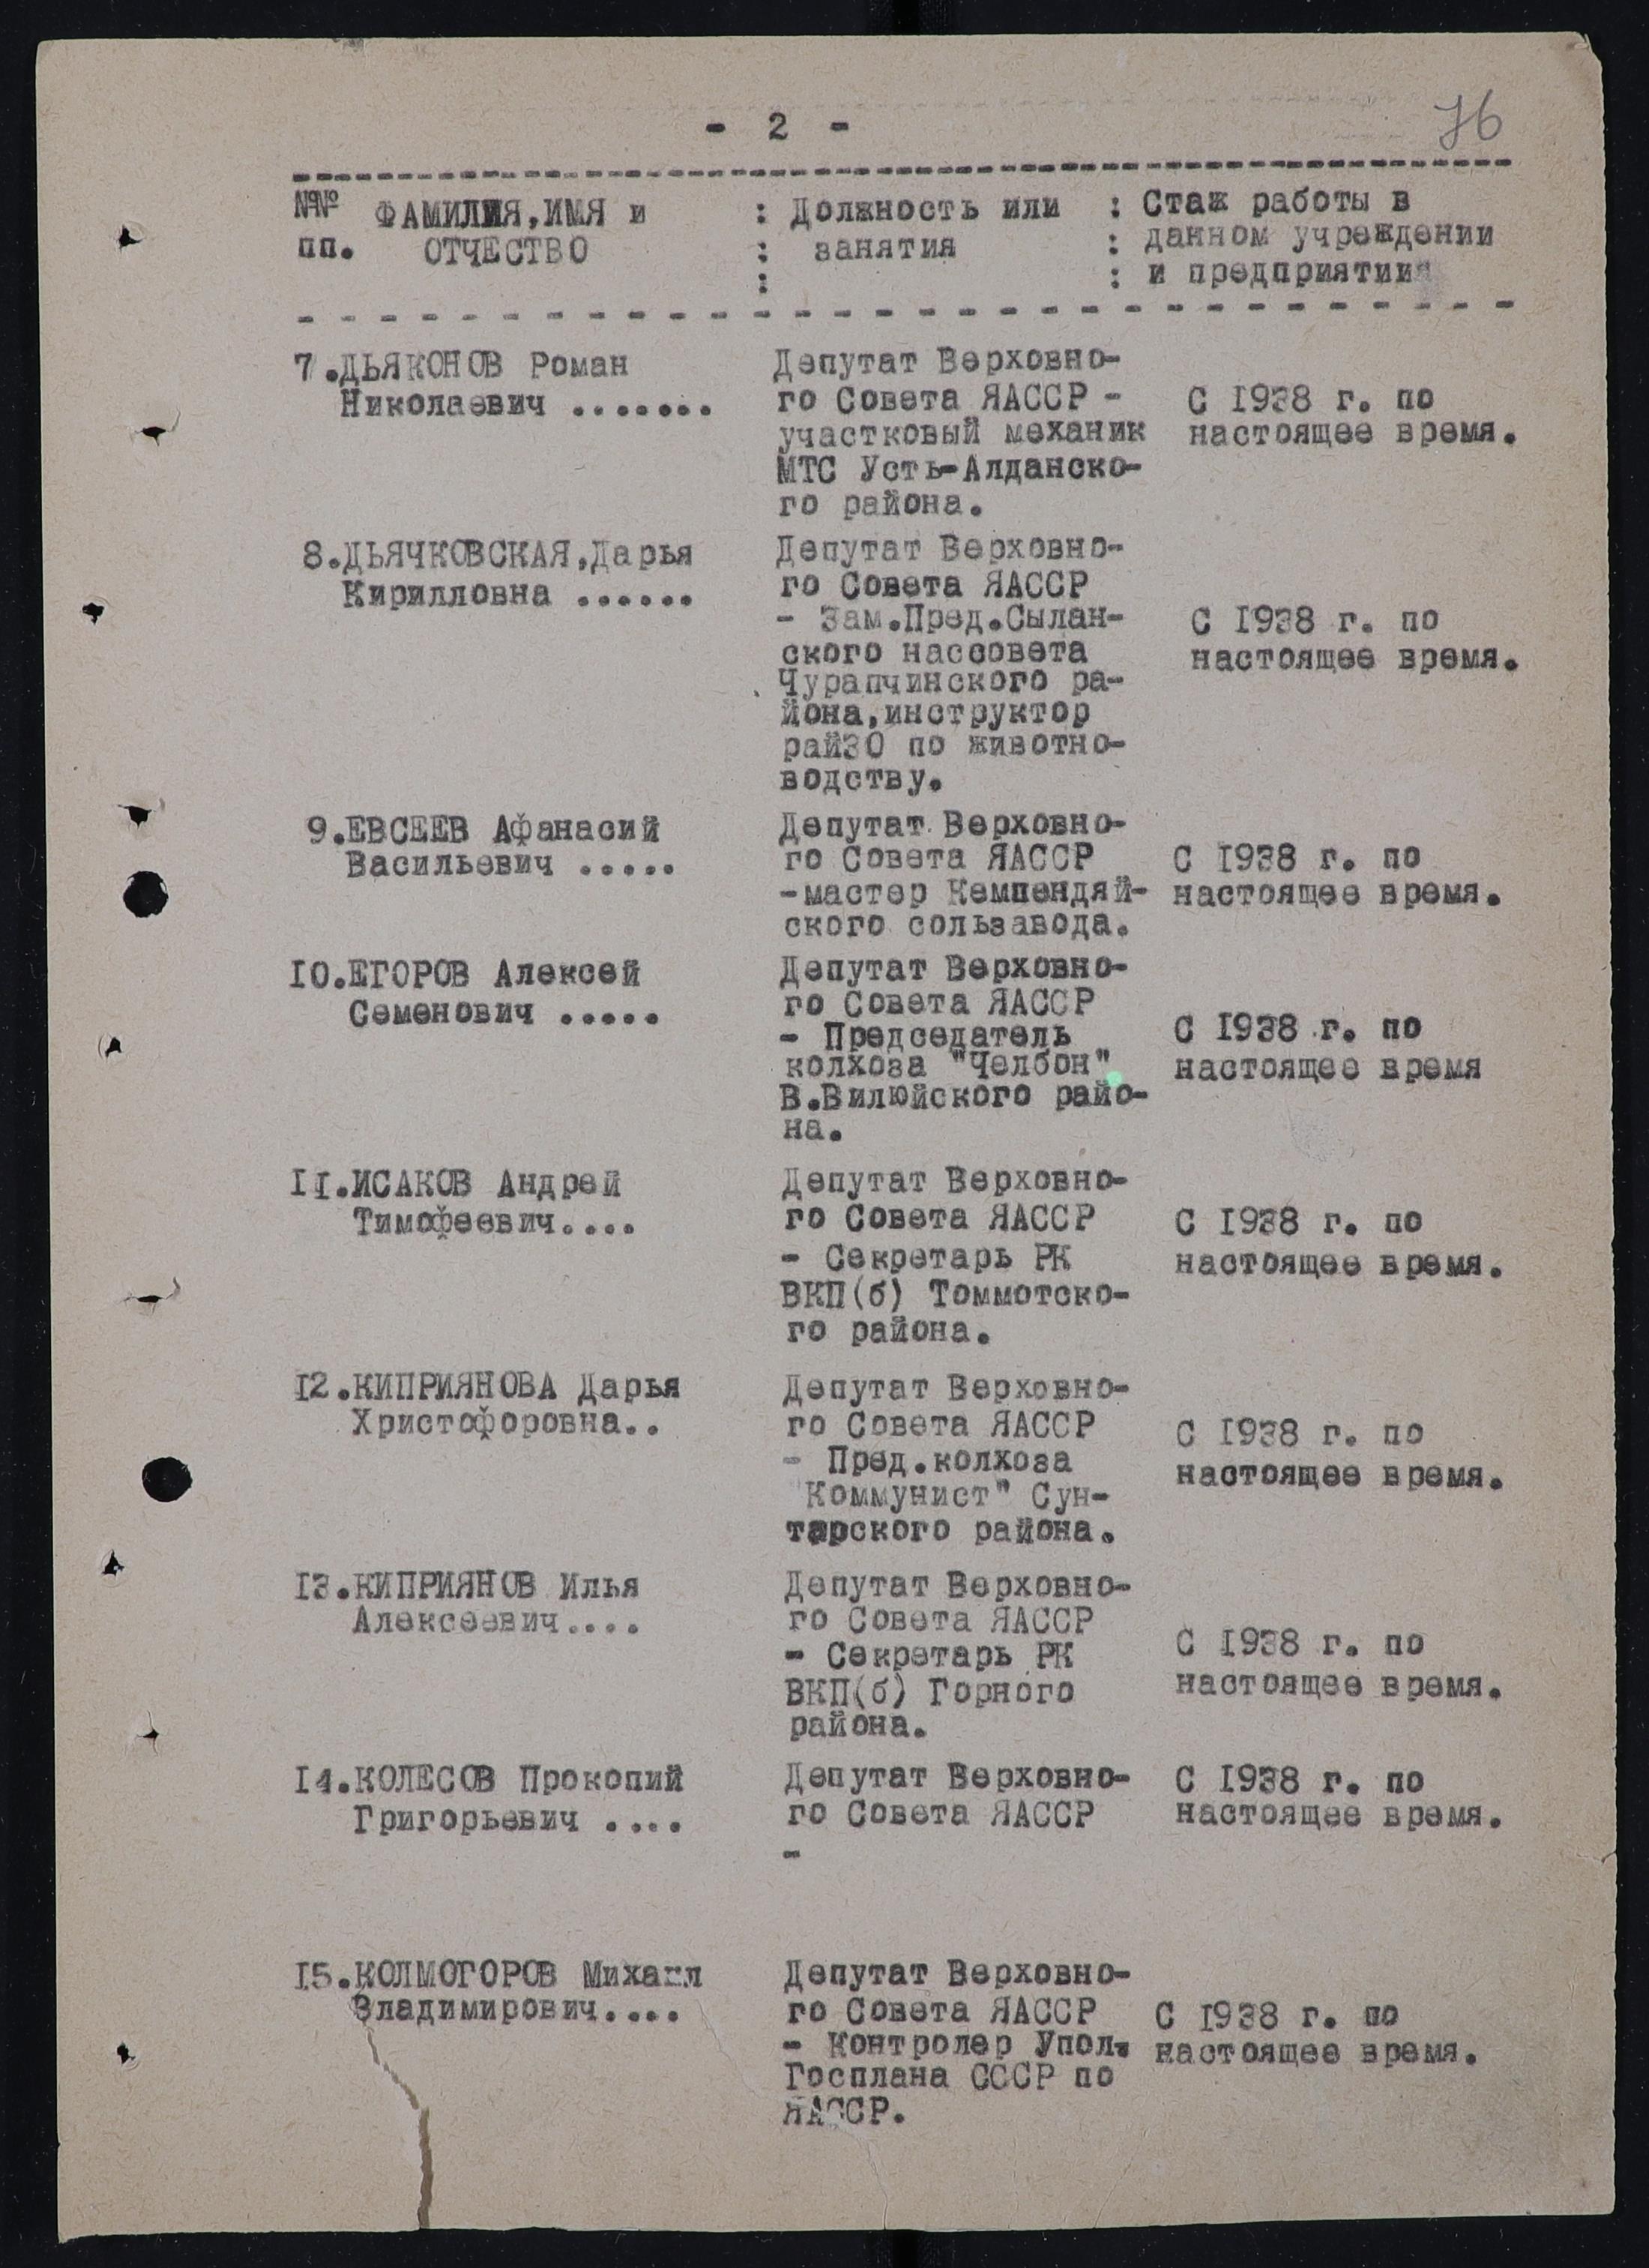 76
- 2 -
№№ ФАМИЛИЯ, ИМЯ и : Должность или : Стаж работы в
пп. ОТЧЕСТВО : занятия : данном учреждении
: : и предприятии
7. ДЬЯКОНОВ Роман Депутат Верховно-
Николаевич ....... го Совета ЯАССР - С 1938 г. по
участковый механик настоящее время.
МТС Усть-Алданско-
го района.
8. ДЬЯЧКОВСКАЯ, Дарья Депутат Верховно-
Кирилловна ...... го Совета ЯАССР
- Зам.Пред.Сылан- С 1938 г. по
ского нассовета настоящее время.
Чурапчинского ра-
йона, инструктор
райЗО по животно-
водству.
9. ЕВСЕЕВ Афанасий Депутат Верховно-
Васильевич ..... го Совета ЯАССР С 1938 г. по
-мастер Кемпендяй- настоящее время.
ского сользавода.
10. ЕГОРОВ Алексей Депутат Верховно-
Семенович ..... го Совета ЯАССР
- Председатель С 1938 г. по
колхоза "Челбон" настоящее время
В.Вилюйского райо-
на.
11. ИСАКОВ Андрей Депутат Верховно-
Тимофеевич.... го Совета ЯАССР С 1938 г. по
- Секретарь РК настоящее время.
ВКП(б) Томмотско-
го района.
12. КИПРИЯНОВА Дарья Депутат Верховно-
Христофоровна.. го Совета ЯАССР С 1938 г. по
- Пред.колхоза настоящее время.
Коммунист" Сун-
тарского района.
13. КИПРИЯНОВ Илья Депутат Верховно-
Алексеевич.... го Совета ЯАССР С 1938 г. по
- Секретарь РК настоящее время.
ВКП(б) Горного
района.
14. КОЛЕСОВ Прокопий Депутат Верховно- С 1938 г. по
Григорьевич .... го Совета ЯАССР настоящее время.
-
15. КОЛМОГОРОВ Михаил Депутат Верховно-
Владимирович.... го Совета ЯАССР С 1938 г. по
- Контролер Упол. настоящее время.
Госплана СССР по
ЯАССР.